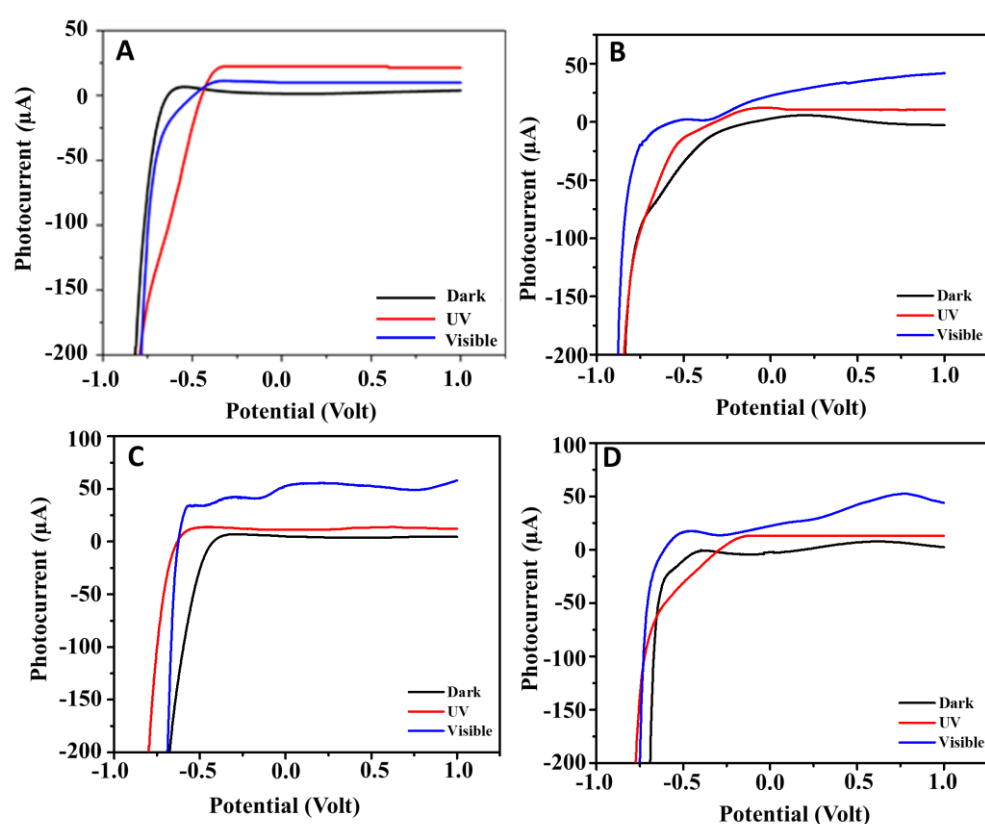 A
50
0
-50
-100
-150
-200
Photocurrent (μA)
Dark
UV
Visible
-1.0 -0.5 0.0 0.5 1.0
Potential (Volt)
B
50
0
-50
-100
-150
-200
Photocurrent (μA)
Dark
UV
Visible
-1.0 -0.5 0.0 0.5 1.0
Potential (Volt)
C
100
50
0
-50
-100
-150
-200
Photocurrent (μA)
Dark
UV
Visible
-1.0 -0.5 0.0 0.5 1.0
Potential (Volt)
D
100
50
0
-50
-100
-150
-200
Photocurrent (μA)
Dark
UV
Visible
-1.0 -0.5 0.0 0.5 1.0
Potential (Volt)